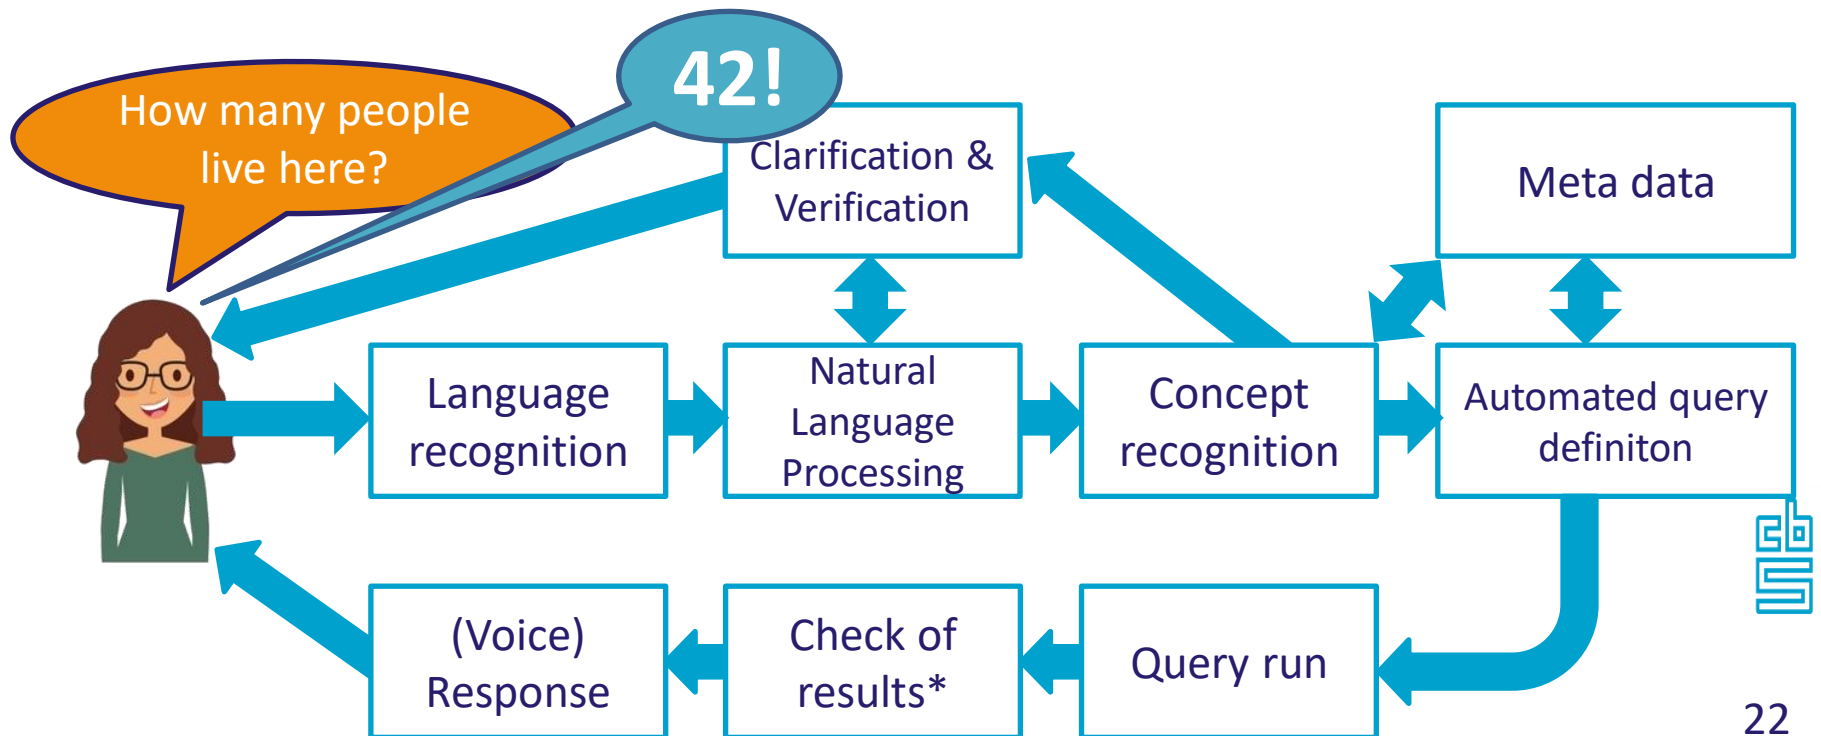 How many people
live here?
42!
Clarification &
Verification
Meta data
Language
recognition
Natural
Language
Processing
Concept
recognition
Automated query
definiton
cbs
(Voice)
Response
Check of
results*
Query run
22